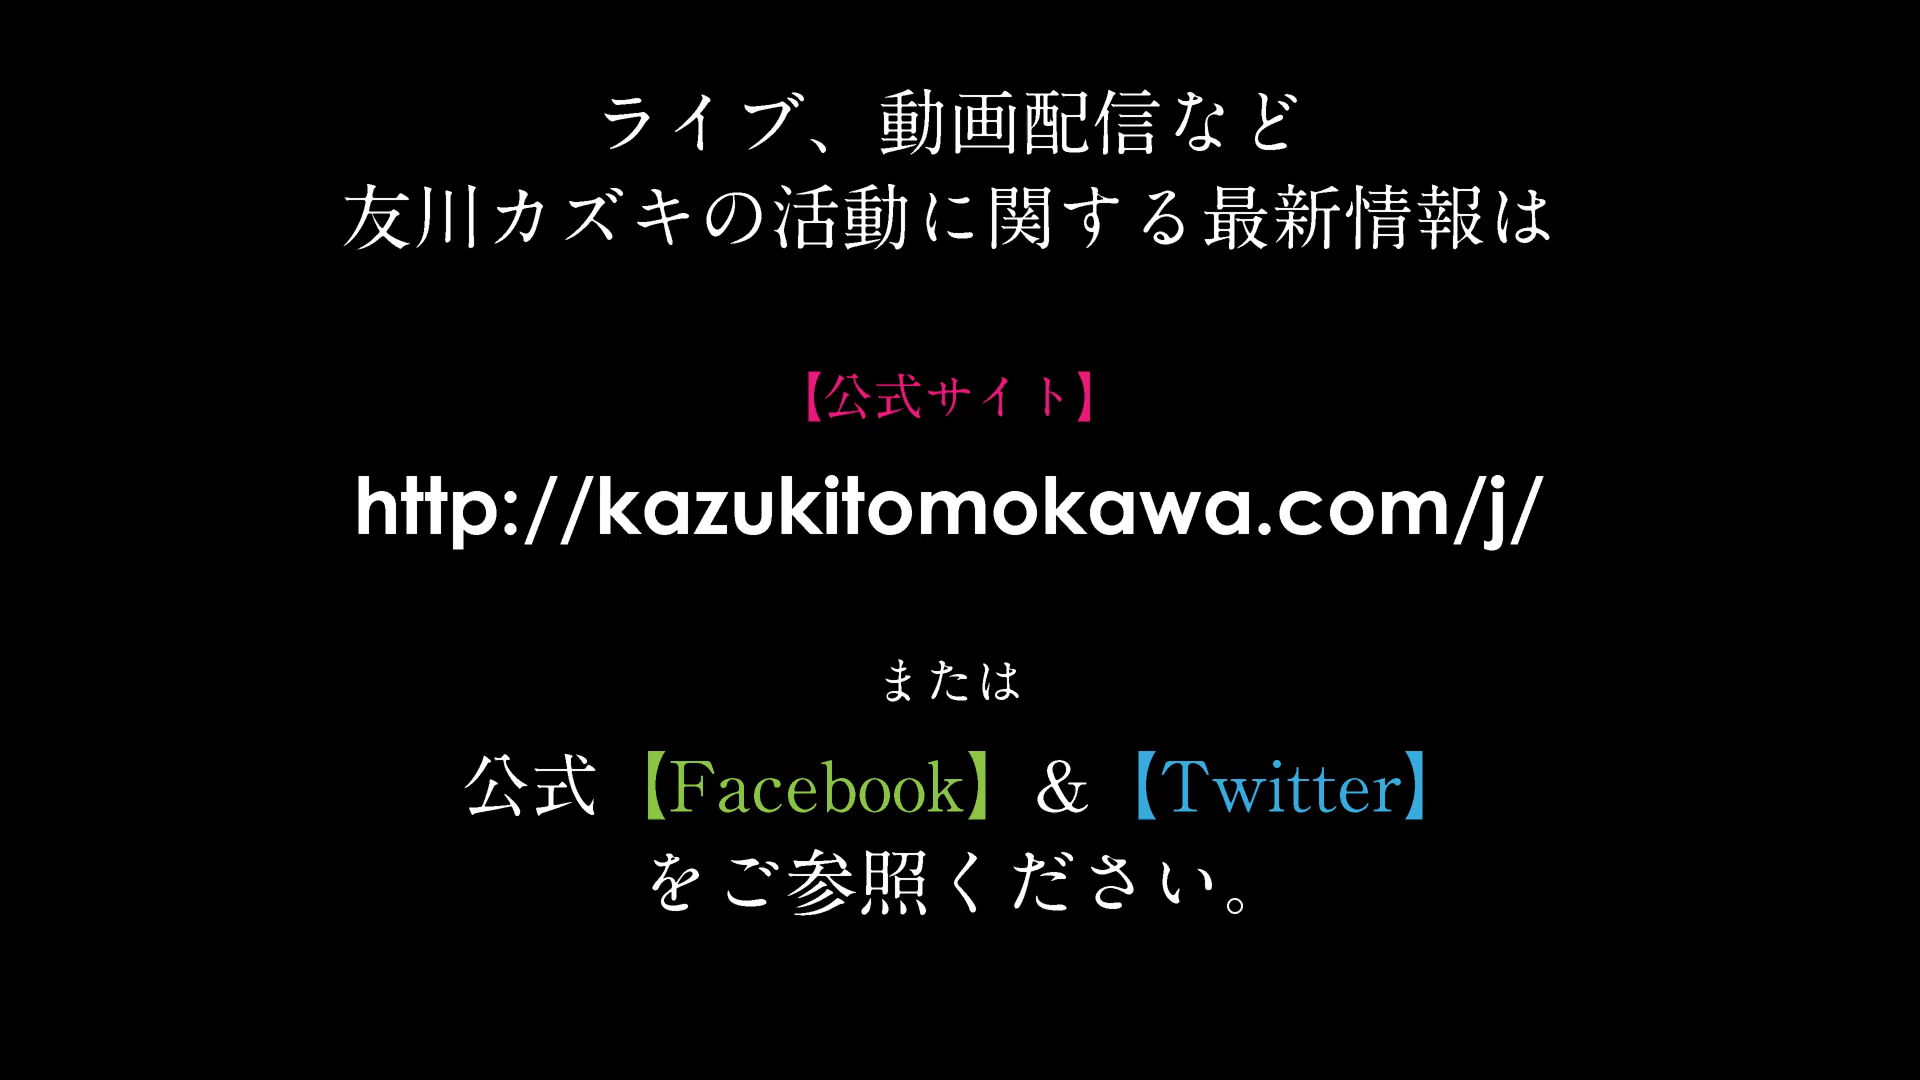 ライブ、動画配信など
友川カズキの活動に関する最新情報は
【公式サイト】
http://kazukitomokawa.com/j/
または
公式【Facebook】&【Twitter】
をご参照ください。